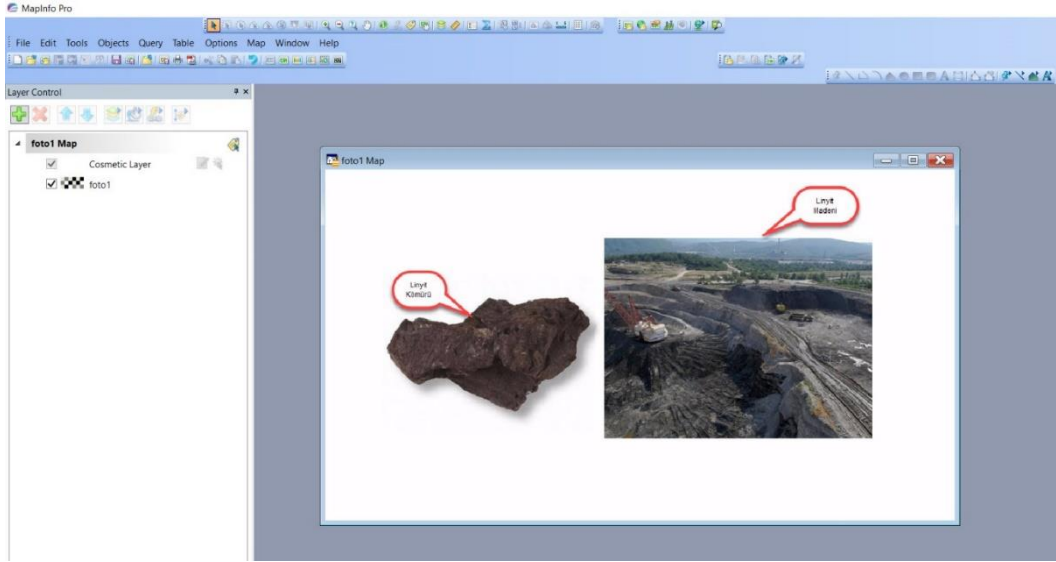 MapInfo Pro
File Edit Tools Objects Query Table Options Map Window Help
Layer Control
foto1 Map
Cosmetic Layer
foto1
foto1 Map
Linyit
Madeni
Linyit
Kömürü